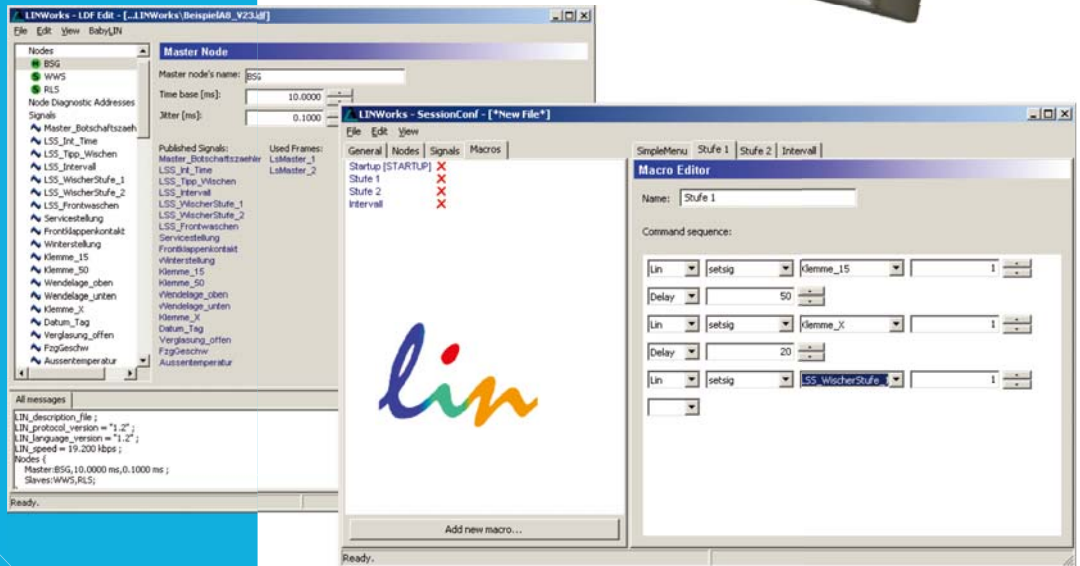 LINWorks - LDF Edit - [...LINWorks\BeispielA8_V23.ldf]
File Edit View BabyLIN
Nodes
BSG
WWS
RLS
Node Diagnostic Addresses
Signals
Master_Botschaftszaeh
LSS_Int_Time
LSS_Tipp_Wischen
LSS_Intervall
LSS_WischerStufe_1
LSS_WischerStufe_2
LSS_Frontwaschen
Servicestellung
Frontklappenkontakt
Winterstellung
Klemme_15
Klemme_50
Wendelage_oben
Wendelage_unten
Klemme_X
Datum_Tag
Verglasung_offen
FzgGeschw
Aussentemperatur
Master Node
Master node's name: BSG
Time base [ms]: 10.0000
Jitter [ms]: 0.1000
Published Signals: Used Frames:
Master_Botschaftszaehler LsMaster_1
LSS_Int_Time LsMaster_2
LSS_Tipp_Wischen
LSS_Intervall
LSS_WischerStufe_1
LSS_WischerStufe_2
LSS_Frontwaschen
Servicestellung
Frontklappenkontakt
Winterstellung
Klemme_15
Klemme_50
Wendelage_oben
Wendelage_unten
Klemme_X
Datum_Tag
Verglasung_offen
FzgGeschw
Aussentemperatur
All messages
LIN_description_file ;
LIN_protocol_version = "1.2" ;
LIN_language_version = "1.2" ;
LIN_speed = 19.200 kbps ;
Nodes {
Master:BSG,10.0000 ms,0.1000 ms ;
Slaves:WWS,RLS;
Ready.
LINWorks - SessionConf - [*New File*]
File Edit View
General Nodes Signals Macros
Startup [STARTUP]
Stufe 1
Stufe 2
Intervall
lin
Add new macro...
SimpleMenu Stufe 1 Stufe 2 Intervall
Macro Editor
Name: Stufe 1
Command sequence:
Lin setsig Klemme_15 1
Delay 50
Lin setsig Klemme_X 1
Delay 20
Lin setsig LSS_WischerStufe_1 1
Ready.